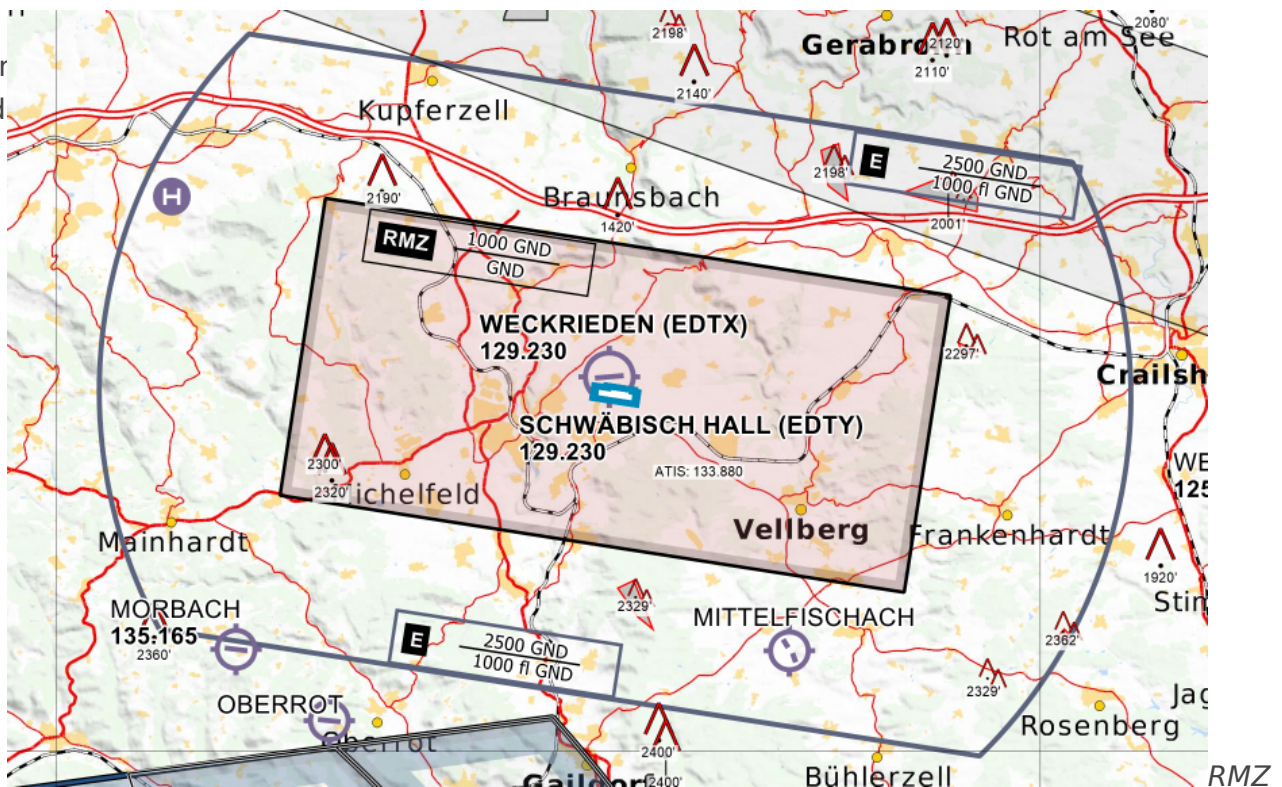 2198'
Gerabronn
2120'
2110'
Rot am See
2080'
2140'
Kupferzell
2198'
E
2500 GND
1000 fl GND
2190'
H
Braunsbach
1420'
2001'
RMZ
1000 GND
GND
WECKRIEDEN (EDTX)
129.230
2297'
SCHWÄBISCH HALL (EDTY)
129.230
ATIS: 133.880
2300'
2320'
ichelfeld
Vellberg
Frankenhardt
Crailsh
WE
125
Mainhardt
1920'
Stin
MORBACH
135.165
2360'
2329'
MITTELFISCHACH
2362'
E
2500 GND
1000 fl GND
2329'
OBERROT
Oberrot
Jag
Rosenberg
2400'
2400'
Gaildorf
Bühlerzell
RMZ